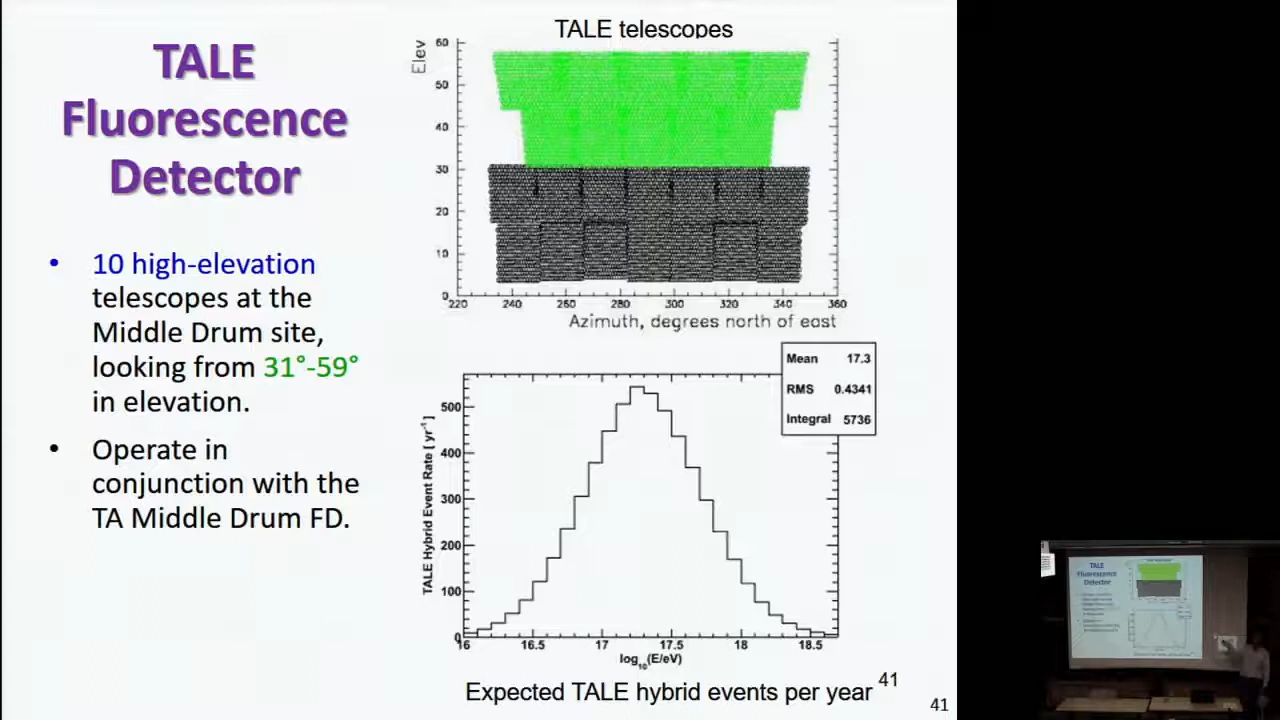 TALE
Fluorescence
Detector
• 10 high-elevation
telescopes at the
Middle Drum site,
looking from 31°-59°
in elevation.
• Operate in
conjunction with the
TA Middle Drum FD.
TALE telescopes
Elev
60
50
40
30
20
10
0
220 240 260 280 300 320 340 360
Azimuth, degrees north of east
Mean 17.3
RMS 0.4341
Integral 5736
TALE Hybrid Event Rate [ yr⁻¹ ]
500
400
300
200
100
0
16 16.5 17 17.5 18 18.5
log₁₀(E/eV)
Expected TALE hybrid events per year 41
41
TALE
Fluorescence
Detector